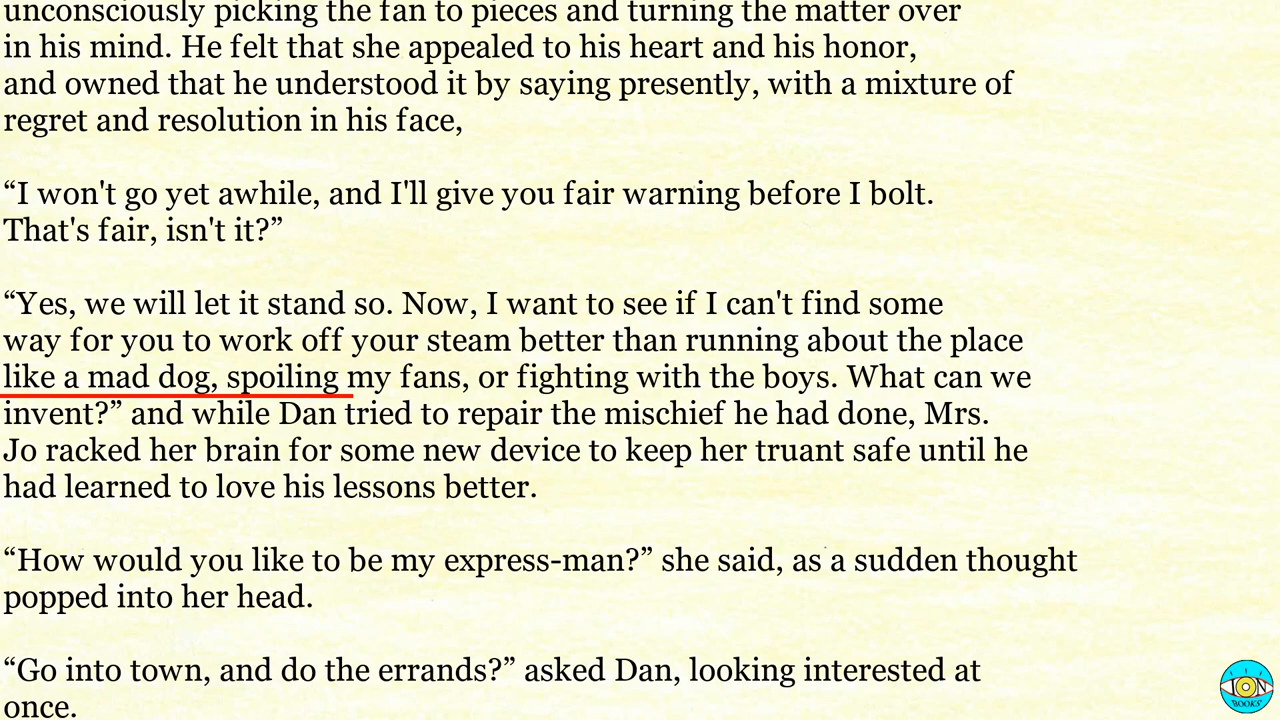 unconsciously picking the fan to pieces and turning the matter over
in his mind. He felt that she appealed to his heart and his honor,
and owned that he understood it by saying presently, with a mixture of
regret and resolution in his face,
“I won't go yet awhile, and I'll give you fair warning before I bolt.
That's fair, isn't it?”
“Yes, we will let it stand so. Now, I want to see if I can't find some
way for you to work off your steam better than running about the place
like a mad dog, spoiling my fans, or fighting with the boys. What can we
invent?” and while Dan tried to repair the mischief he had done, Mrs.
Jo racked her brain for some new device to keep her truant safe until he
had learned to love his lessons better.
“How would you like to be my express-man?” she said, as a sudden thought
popped into her head.
“Go into town, and do the errands?” asked Dan, looking interested at
once.
ION
BOOKS